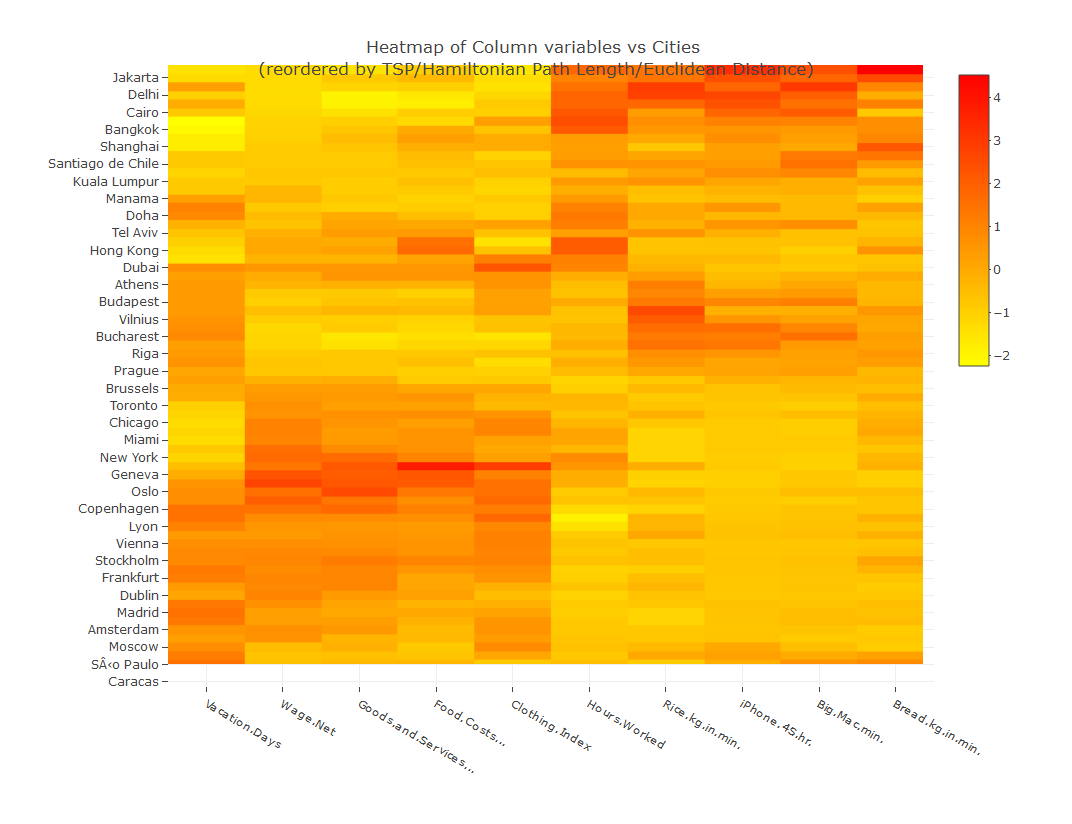 Heatmap of Column variables vs Cities
(reordered by TSP/Hamiltonian Path Length/Euclidean Distance)
Jakarta
Delhi
Cairo
Bangkok
Shanghai
Santiago de Chile
Kuala Lumpur
Manama
Doha
Tel Aviv
Hong Kong
Dubai
Athens
Budapest
Vilnius
Bucharest
Riga
Prague
Brussels
Toronto
Chicago
Miami
New York
Geneva
Oslo
Copenhagen
Lyon
Vienna
Stockholm
Frankfurt
Dublin
Madrid
Amsterdam
Moscow
SÂ‹o Paulo
Caracas
Vacation.Days
Wage.Net
Goods.and.Services...
Food.Costs...
Clothing.Index
Hours.Worked
Rice.kg.in.min.
iPhone.4S.hr.
Big.Mac.min.
Bread.kg.in.min.
4
3
2
1
0
−1
−2